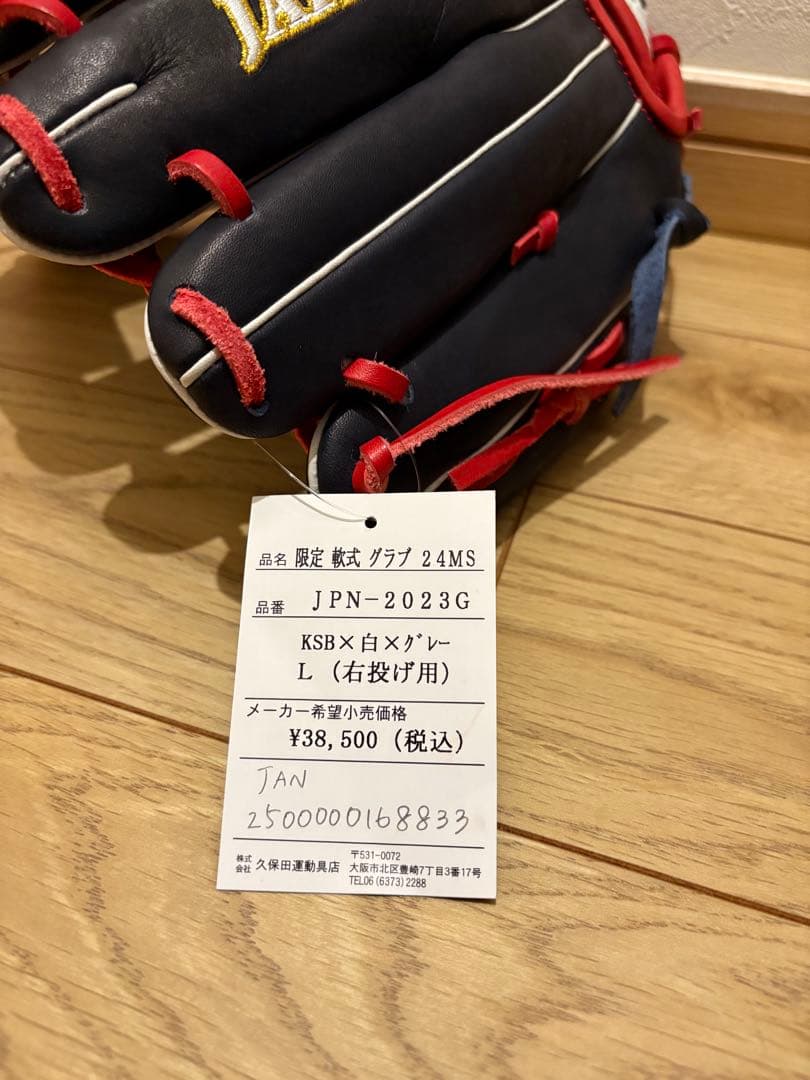 品名 限定 軟式 グラブ 24MS
品番 JPN-2023G
KSB×白×グレー
L (右投げ用)
メーカー希望小売価格
¥38,500 (税込)
JAN
2500000168833
株式会社 久保田運動具店
〒531-0072
大阪市北区豊崎7丁目3番17号
TEL06(6373)2288